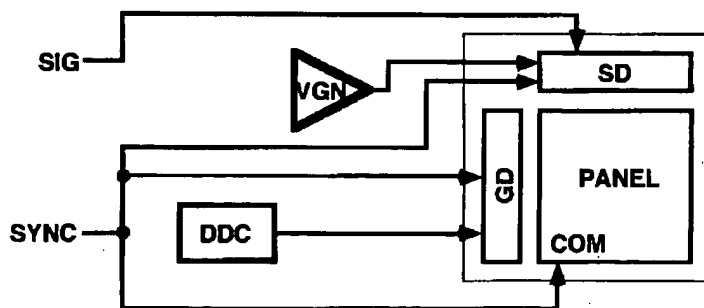 SIG
VGN
SD
GD
PANEL
SYNC
DDC
COM